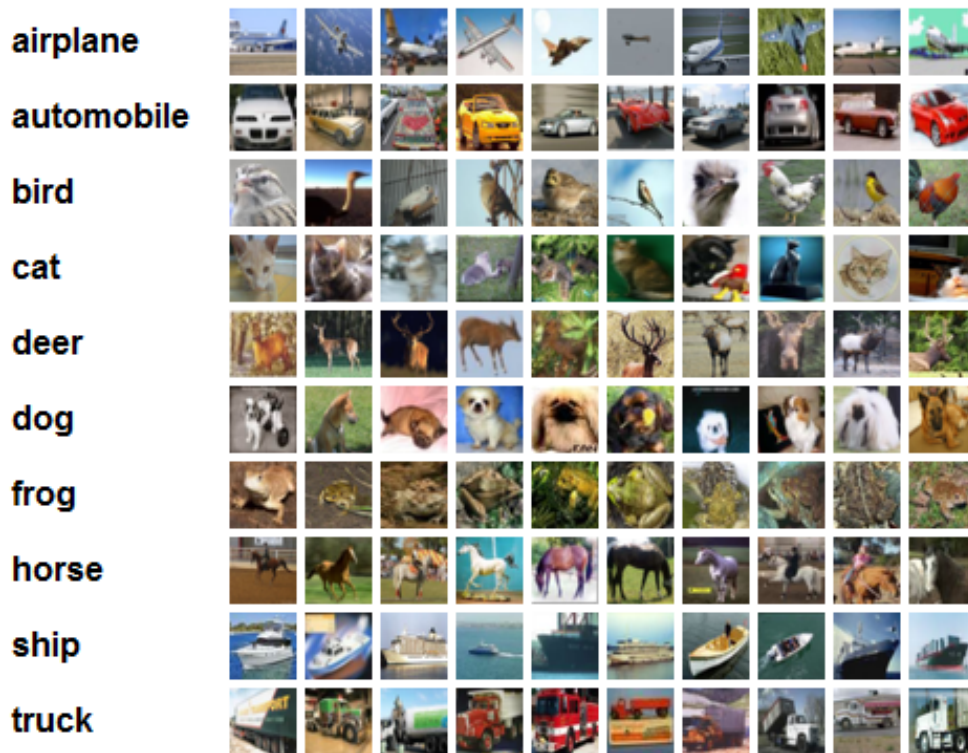 airplane
automobile
bird
cat
deer
dog
frog
horse
ship
truck